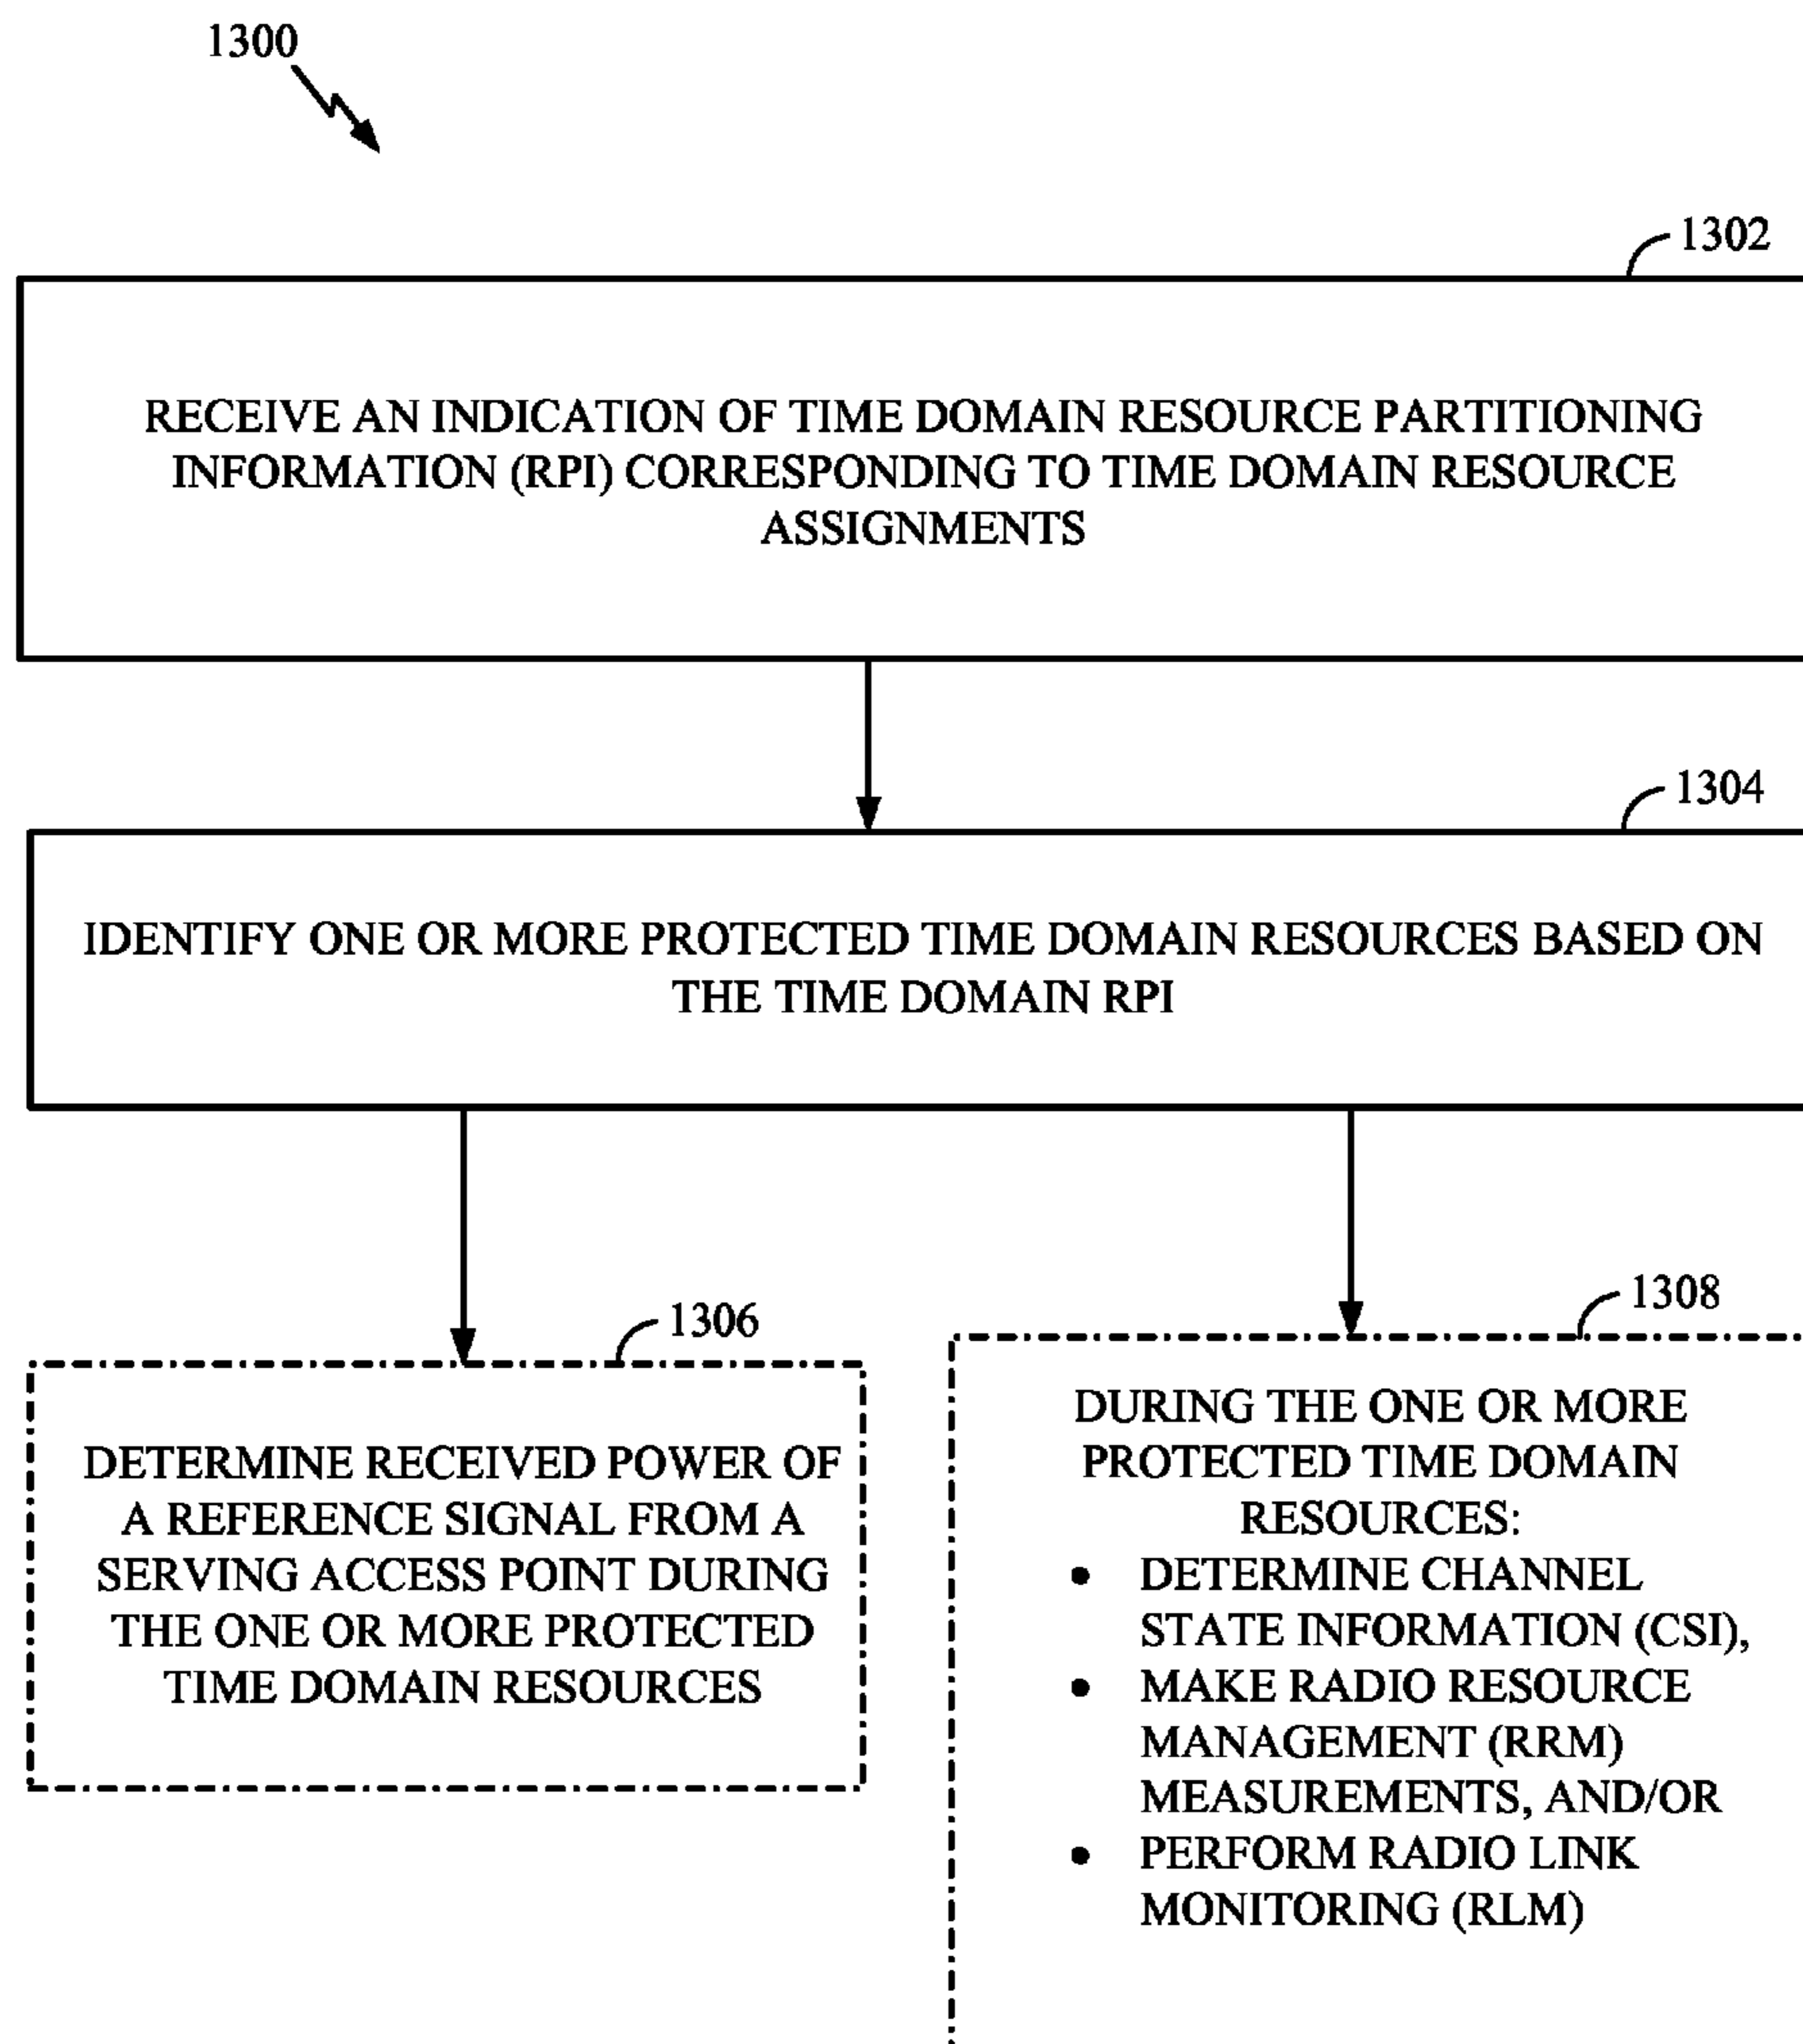 1300
1302
RECEIVE AN INDICATION OF TIME DOMAIN RESOURCE PARTITIONING
INFORMATION (RPI) CORRESPONDING TO TIME DOMAIN RESOURCE
ASSIGNMENTS
1304
IDENTIFY ONE OR MORE PROTECTED TIME DOMAIN RESOURCES BASED ON
THE TIME DOMAIN RPI
1306
DETERMINE RECEIVED POWER OF
A REFERENCE SIGNAL FROM A
SERVING ACCESS POINT DURING
THE ONE OR MORE PROTECTED
TIME DOMAIN RESOURCES
1308
DURING THE ONE OR MORE
PROTECTED TIME DOMAIN
RESOURCES:
• DETERMINE CHANNEL
STATE INFORMATION (CSI),
• MAKE RADIO RESOURCE
MANAGEMENT (RRM)
MEASUREMENTS, AND/OR
• PERFORM RADIO LINK
MONITORING (RLM)